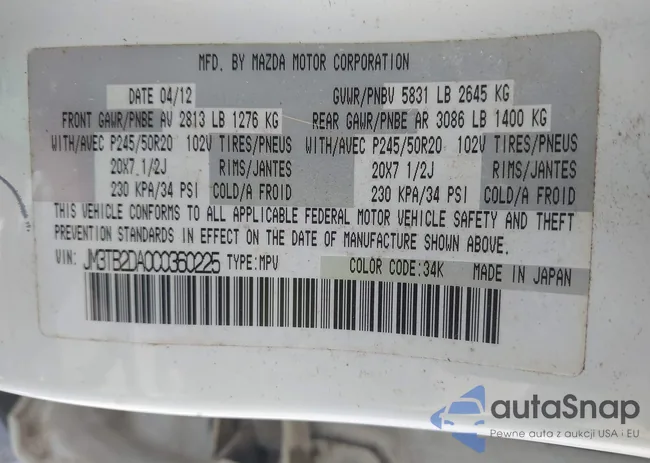 MFD. BY MAZDA MOTOR CORPORATION
DATE 04/12 GVWR/PNBV 5831 LB 2645 KG
FRONT GAWR/PNBE AV 2813 LB 1276 KG REAR GAWR/PNBE AR 3086 LB 1400 KG
WITH/AVEC P245/50R20 102V TIRES/PNEUS WITH/AVEC P245/50R20 102V TIRES/PNEUS
20X7 1/2J RIMS/JANTES 20X7 1/2J RIMS/JANTES
230 KPA/34 PSI COLD/A FROID 230 KPA/34 PSI COLD/A FROID
THIS VEHICLE CONFORMS TO ALL APPLICABLE FEDERAL MOTOR VEHICLE SAFETY AND THEFT
PREVENTION STANDARDS IN EFFECT ON THE DATE OF MANUFACTURE SHOWN ABOVE.
VIN: JM3TB2DA0C0360225 TYPE:MPV COLOR CODE:34K MADE IN JAPAN
autaSnap
Pewne auta z aukcji USA · EU